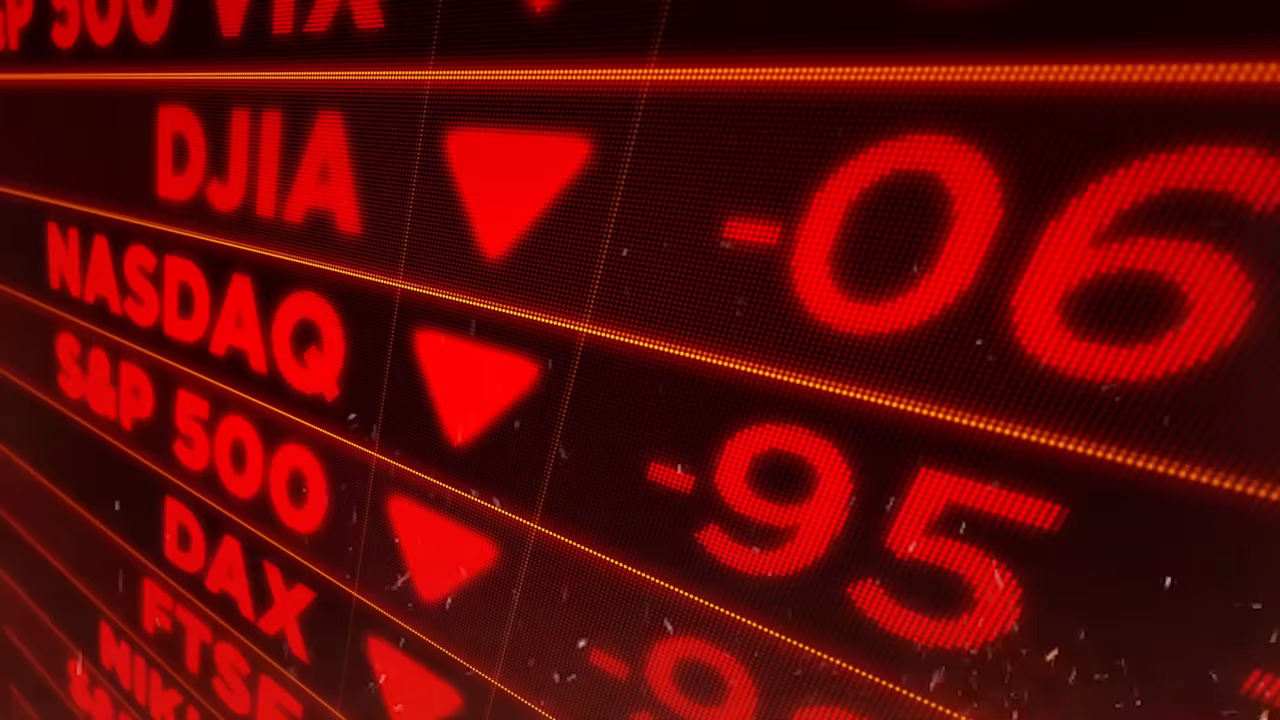 S&P 500 VIX
DJIA -06
NASDAQ -95
S&P 500
DAX
FTSE